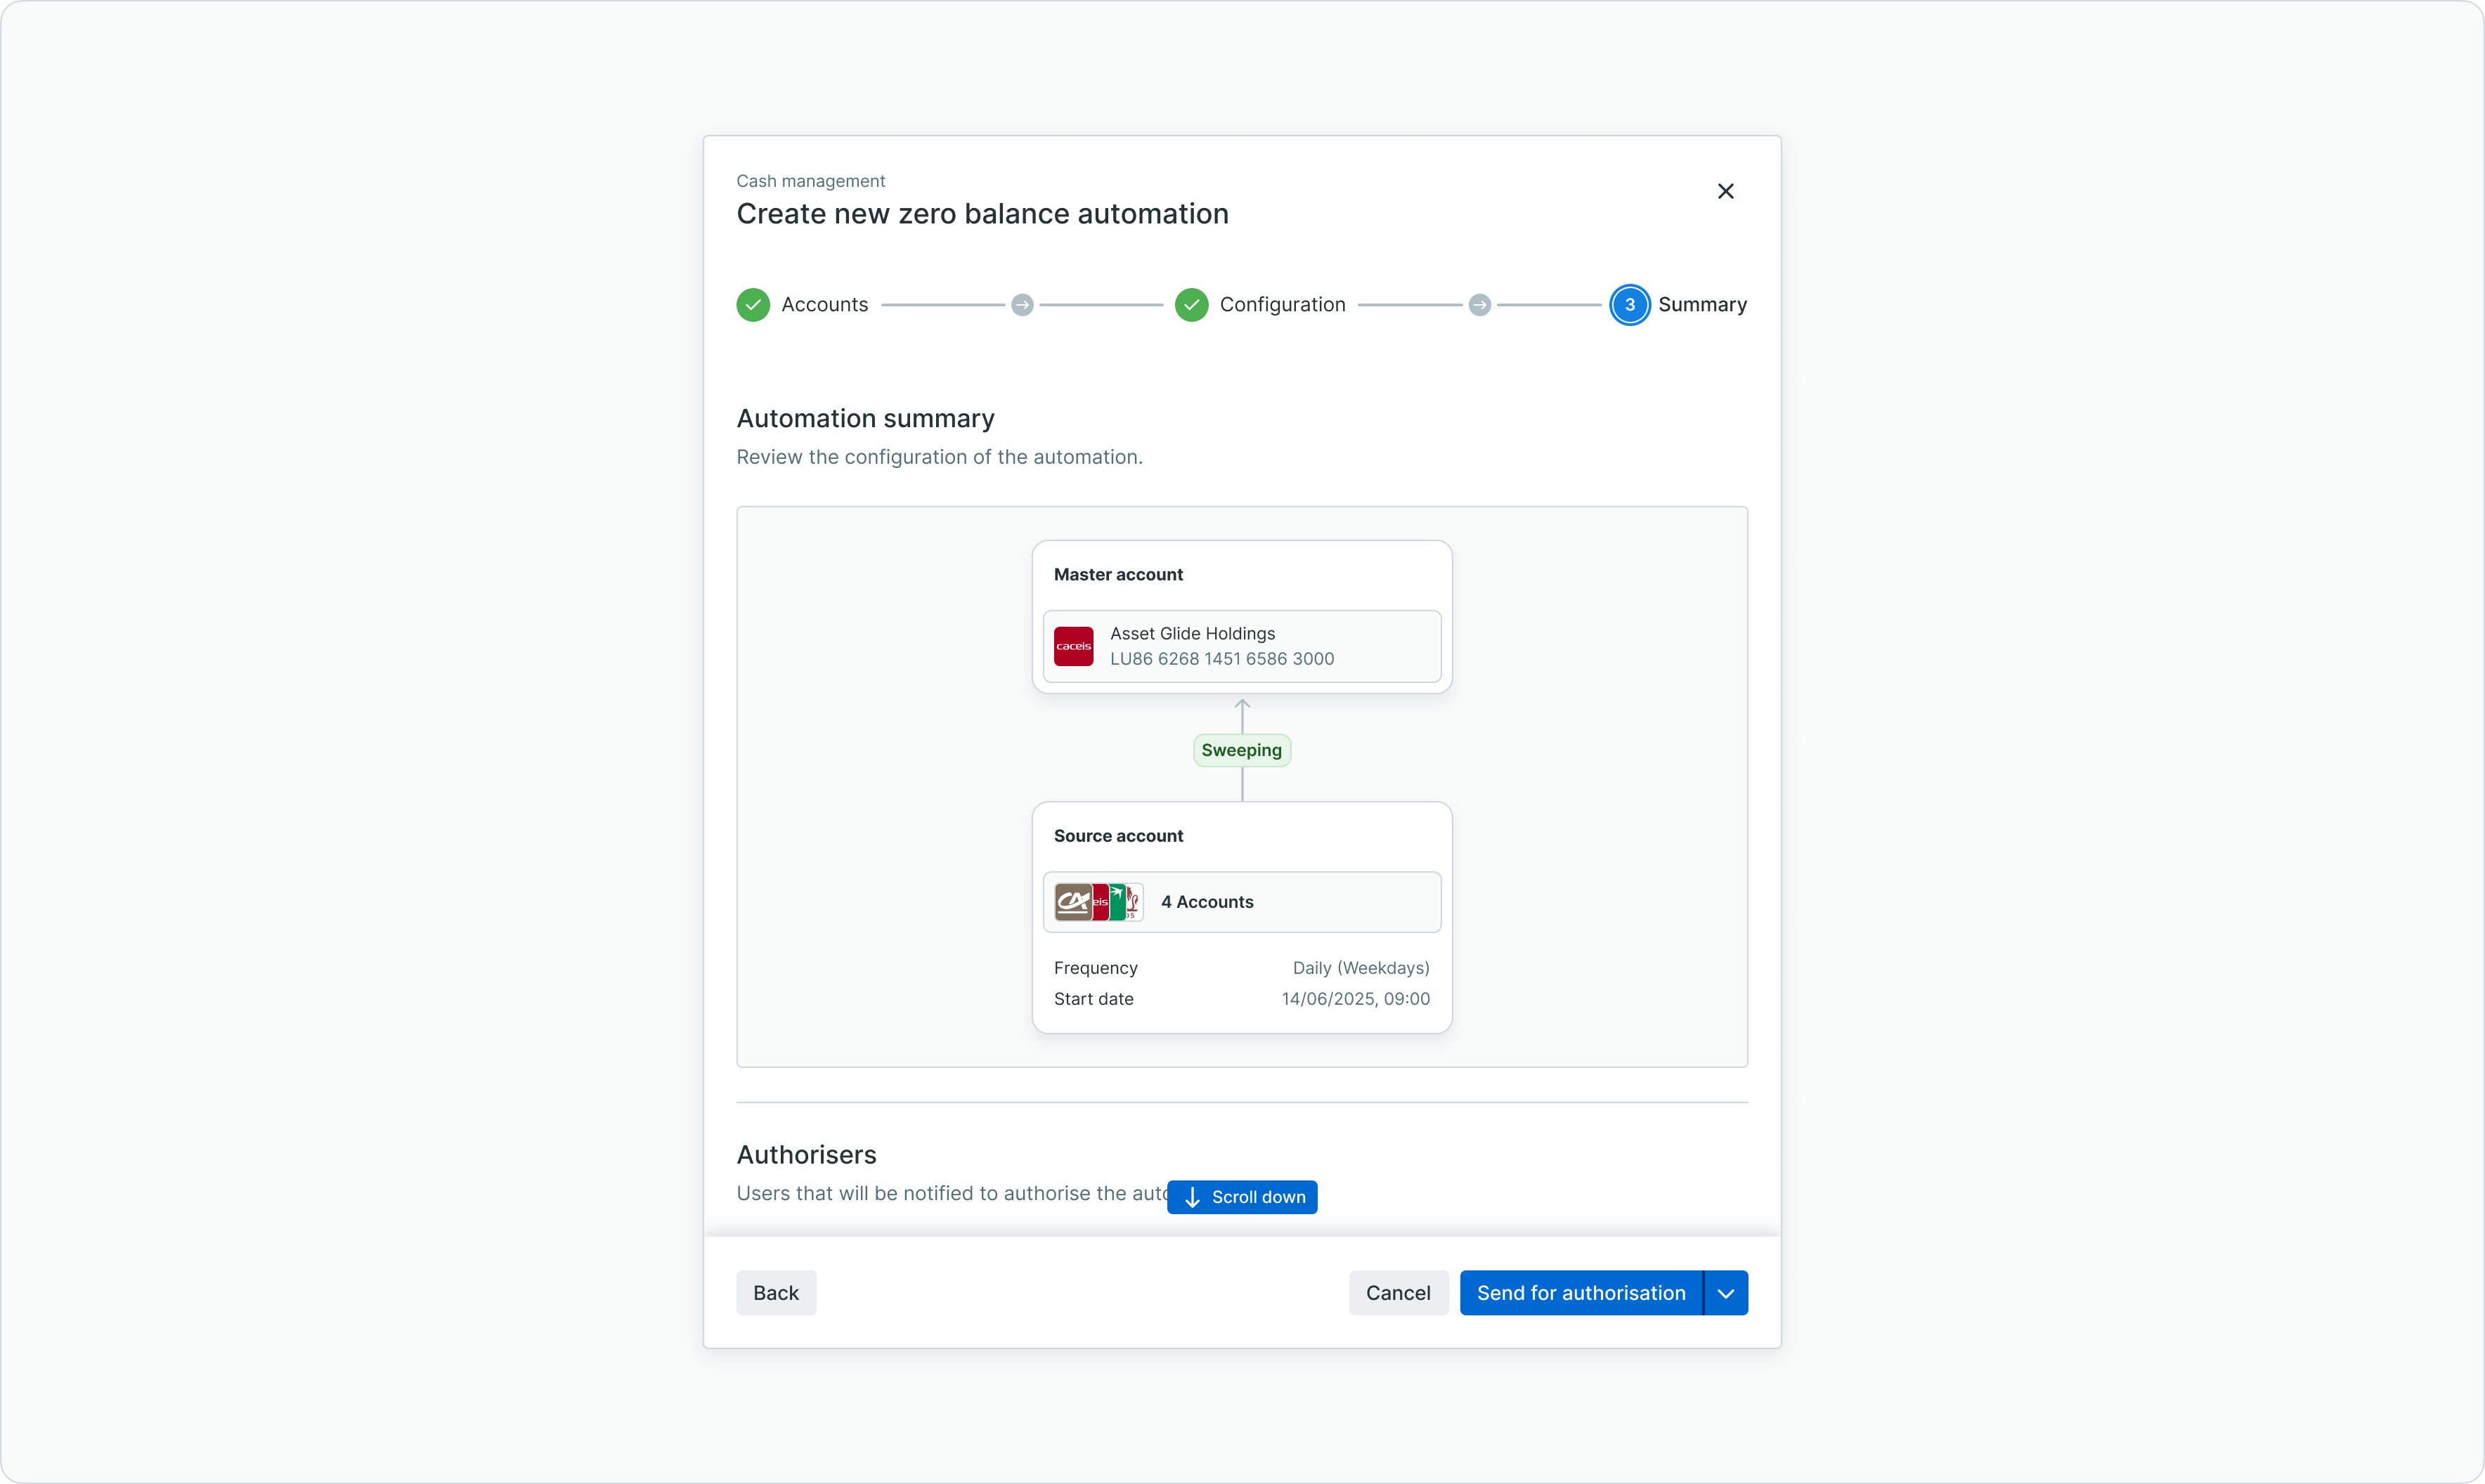 Cash management
Create new zero balance automation
Accounts
Configuration
3 Summary
Automation summary
Review the configuration of the automation.
Master account
caceis
Asset Glide Holdings
LU86 6268 1451 6586 3000
Sweeping
Source account
CA
eis
4 Accounts
Frequency Daily (Weekdays)
Start date 14/06/2025, 09:00
Authorisers
Users that will be notified to authorise the
Scroll down
Back
Cancel
Send for authorisation